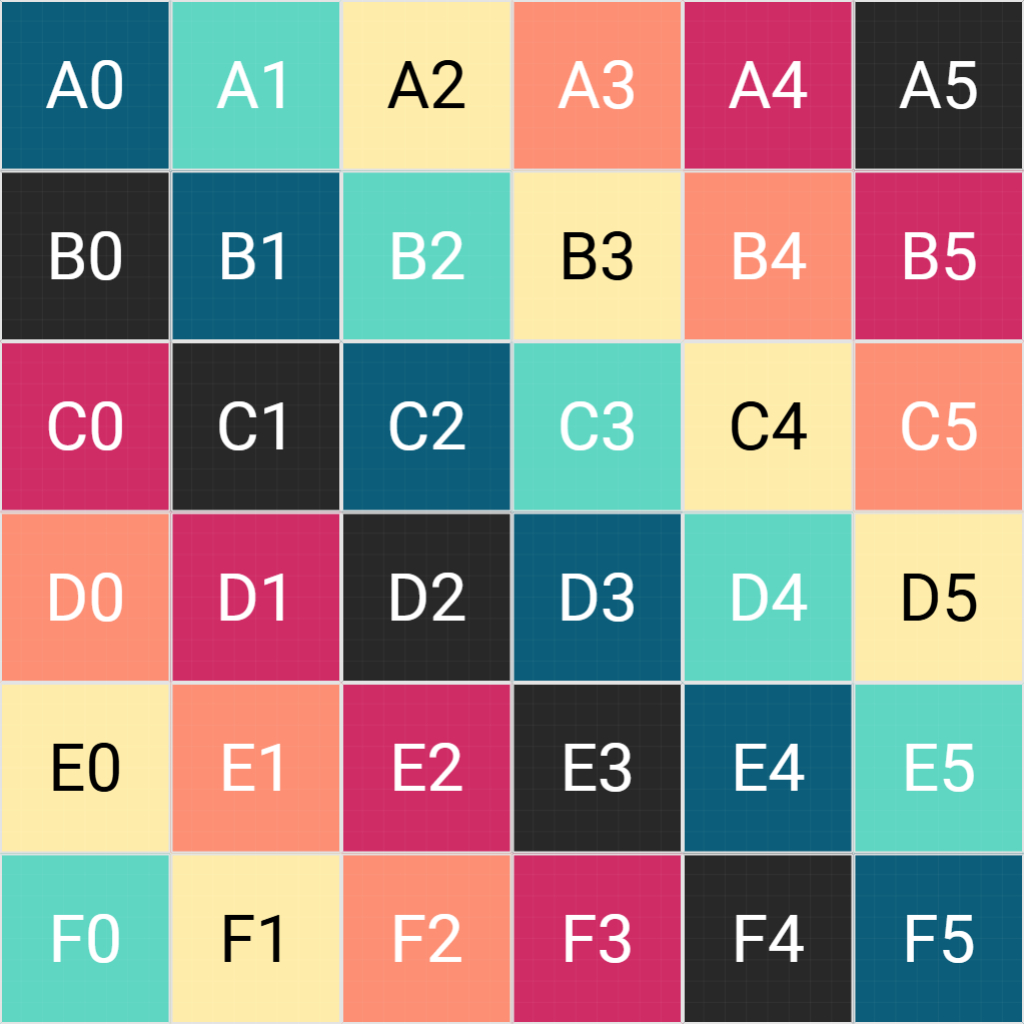 A0 A1 A2 A3 A4 A5
B0 B1 B2 B3 B4 B5
C0 C1 C2 C3 C4 C5
D0 D1 D2 D3 D4 D5
E0 E1 E2 E3 E4 E5
F0 F1 F2 F3 F4 F5